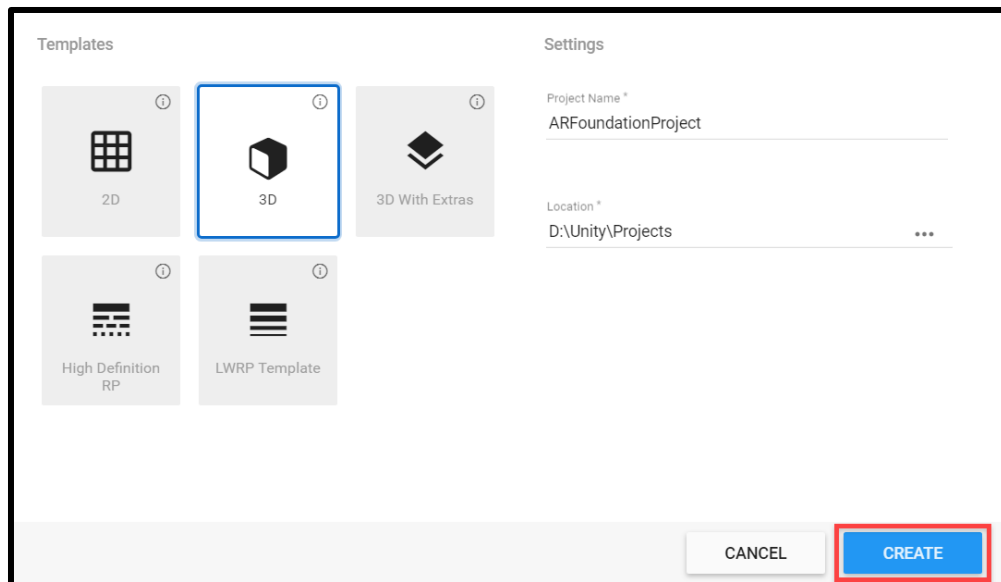 Templates
Settings
2D
3D
3D With Extras
High Definition
RP
LWRP Template
Project Name *
ARFoundationProject
Location *
D:\Unity\Projects
...
CANCEL
CREATE